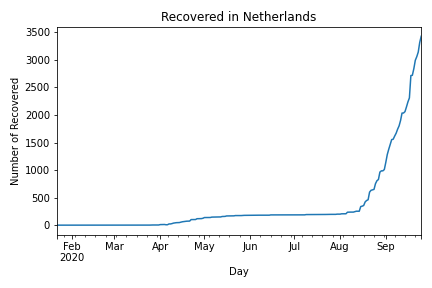 Recovered in Netherlands
Number of Recovered
3500
3000
2500
2000
1500
1000
500
0
Feb Mar Apr May Jun Jul Aug Sep
2020
Day